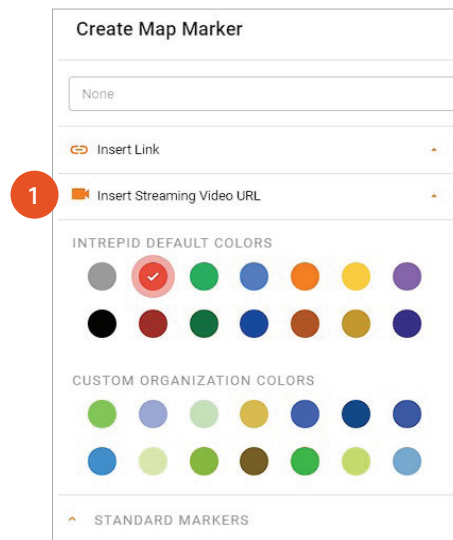 Create Map Marker
None
Insert Link
1
Insert Streaming Video URL
INTREPID DEFAULT COLORS
CUSTOM ORGANIZATION COLORS
STANDARD MARKERS